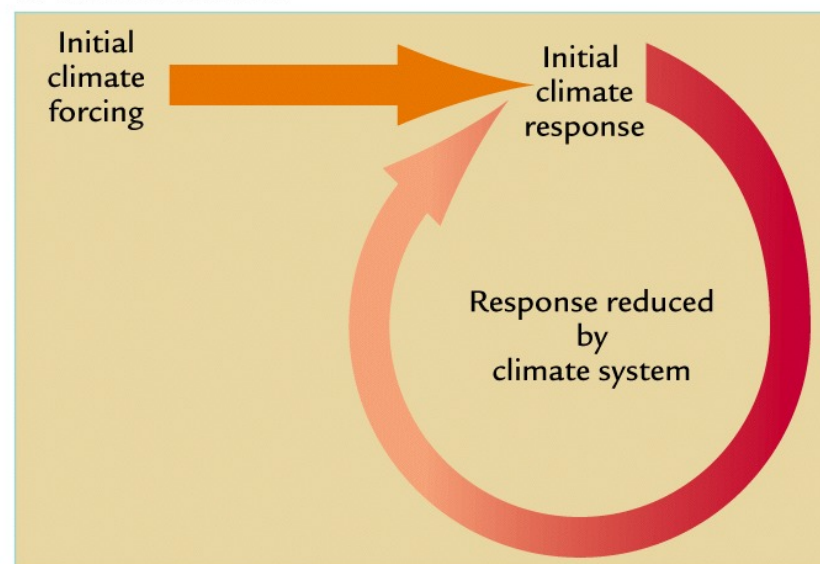 Initial
climate
forcing
Initial
climate
response
Response reduced
by
climate system